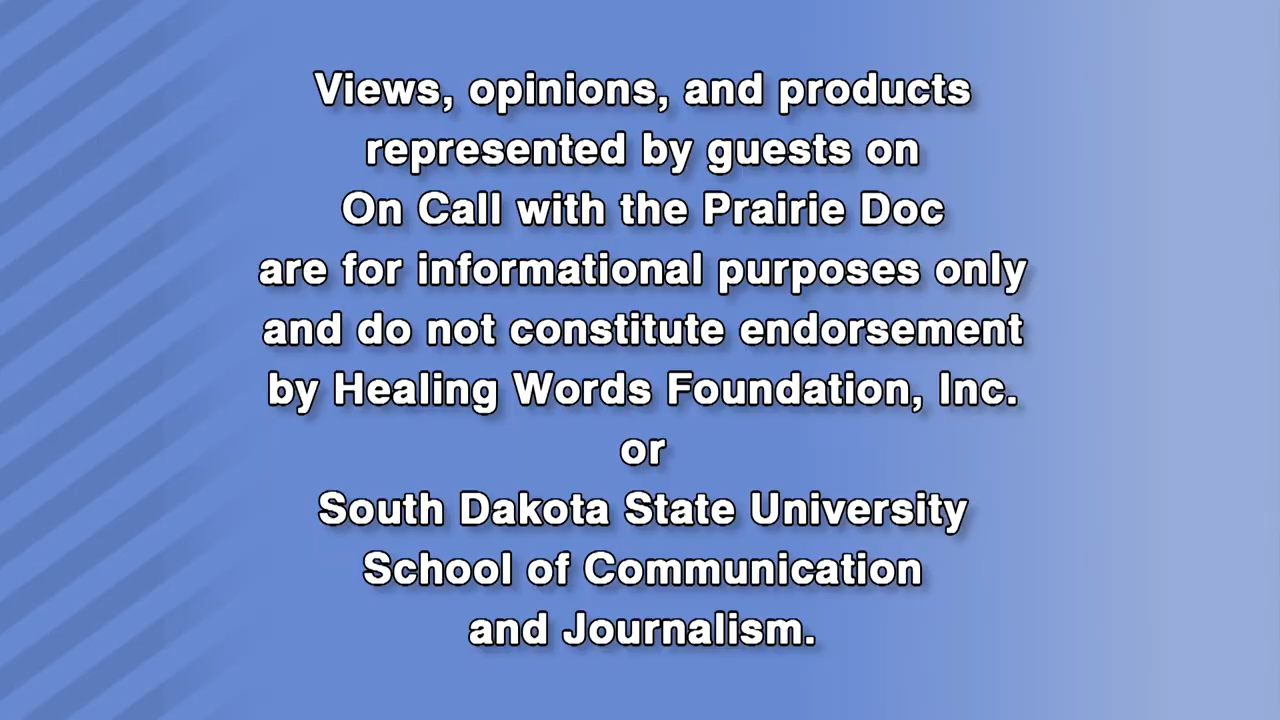 Views, opinions, and products
represented by guests on
On Call with the Prairie Doc
are for informational purposes only
and do not constitute endorsement
by Healing Words Foundation, Inc.
or
South Dakota State University
School of Communication
and Journalism.